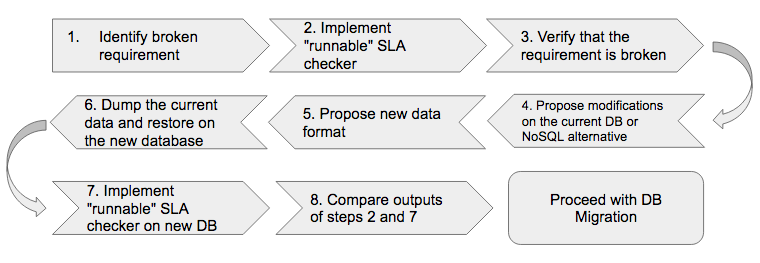 1. Identify broken
requirement
2. Implement
"runnable" SLA
checker
3. Verify that the
requirement is broken
4. Propose modifications
on the current DB or
NoSQL alternative
5. Propose new data
format
6. Dump the current
data and restore on
the new database
7. Implement
"runnable" SLA
checker on new DB
8. Compare outputs
of steps 2 and 7
Proceed with DB
Migration